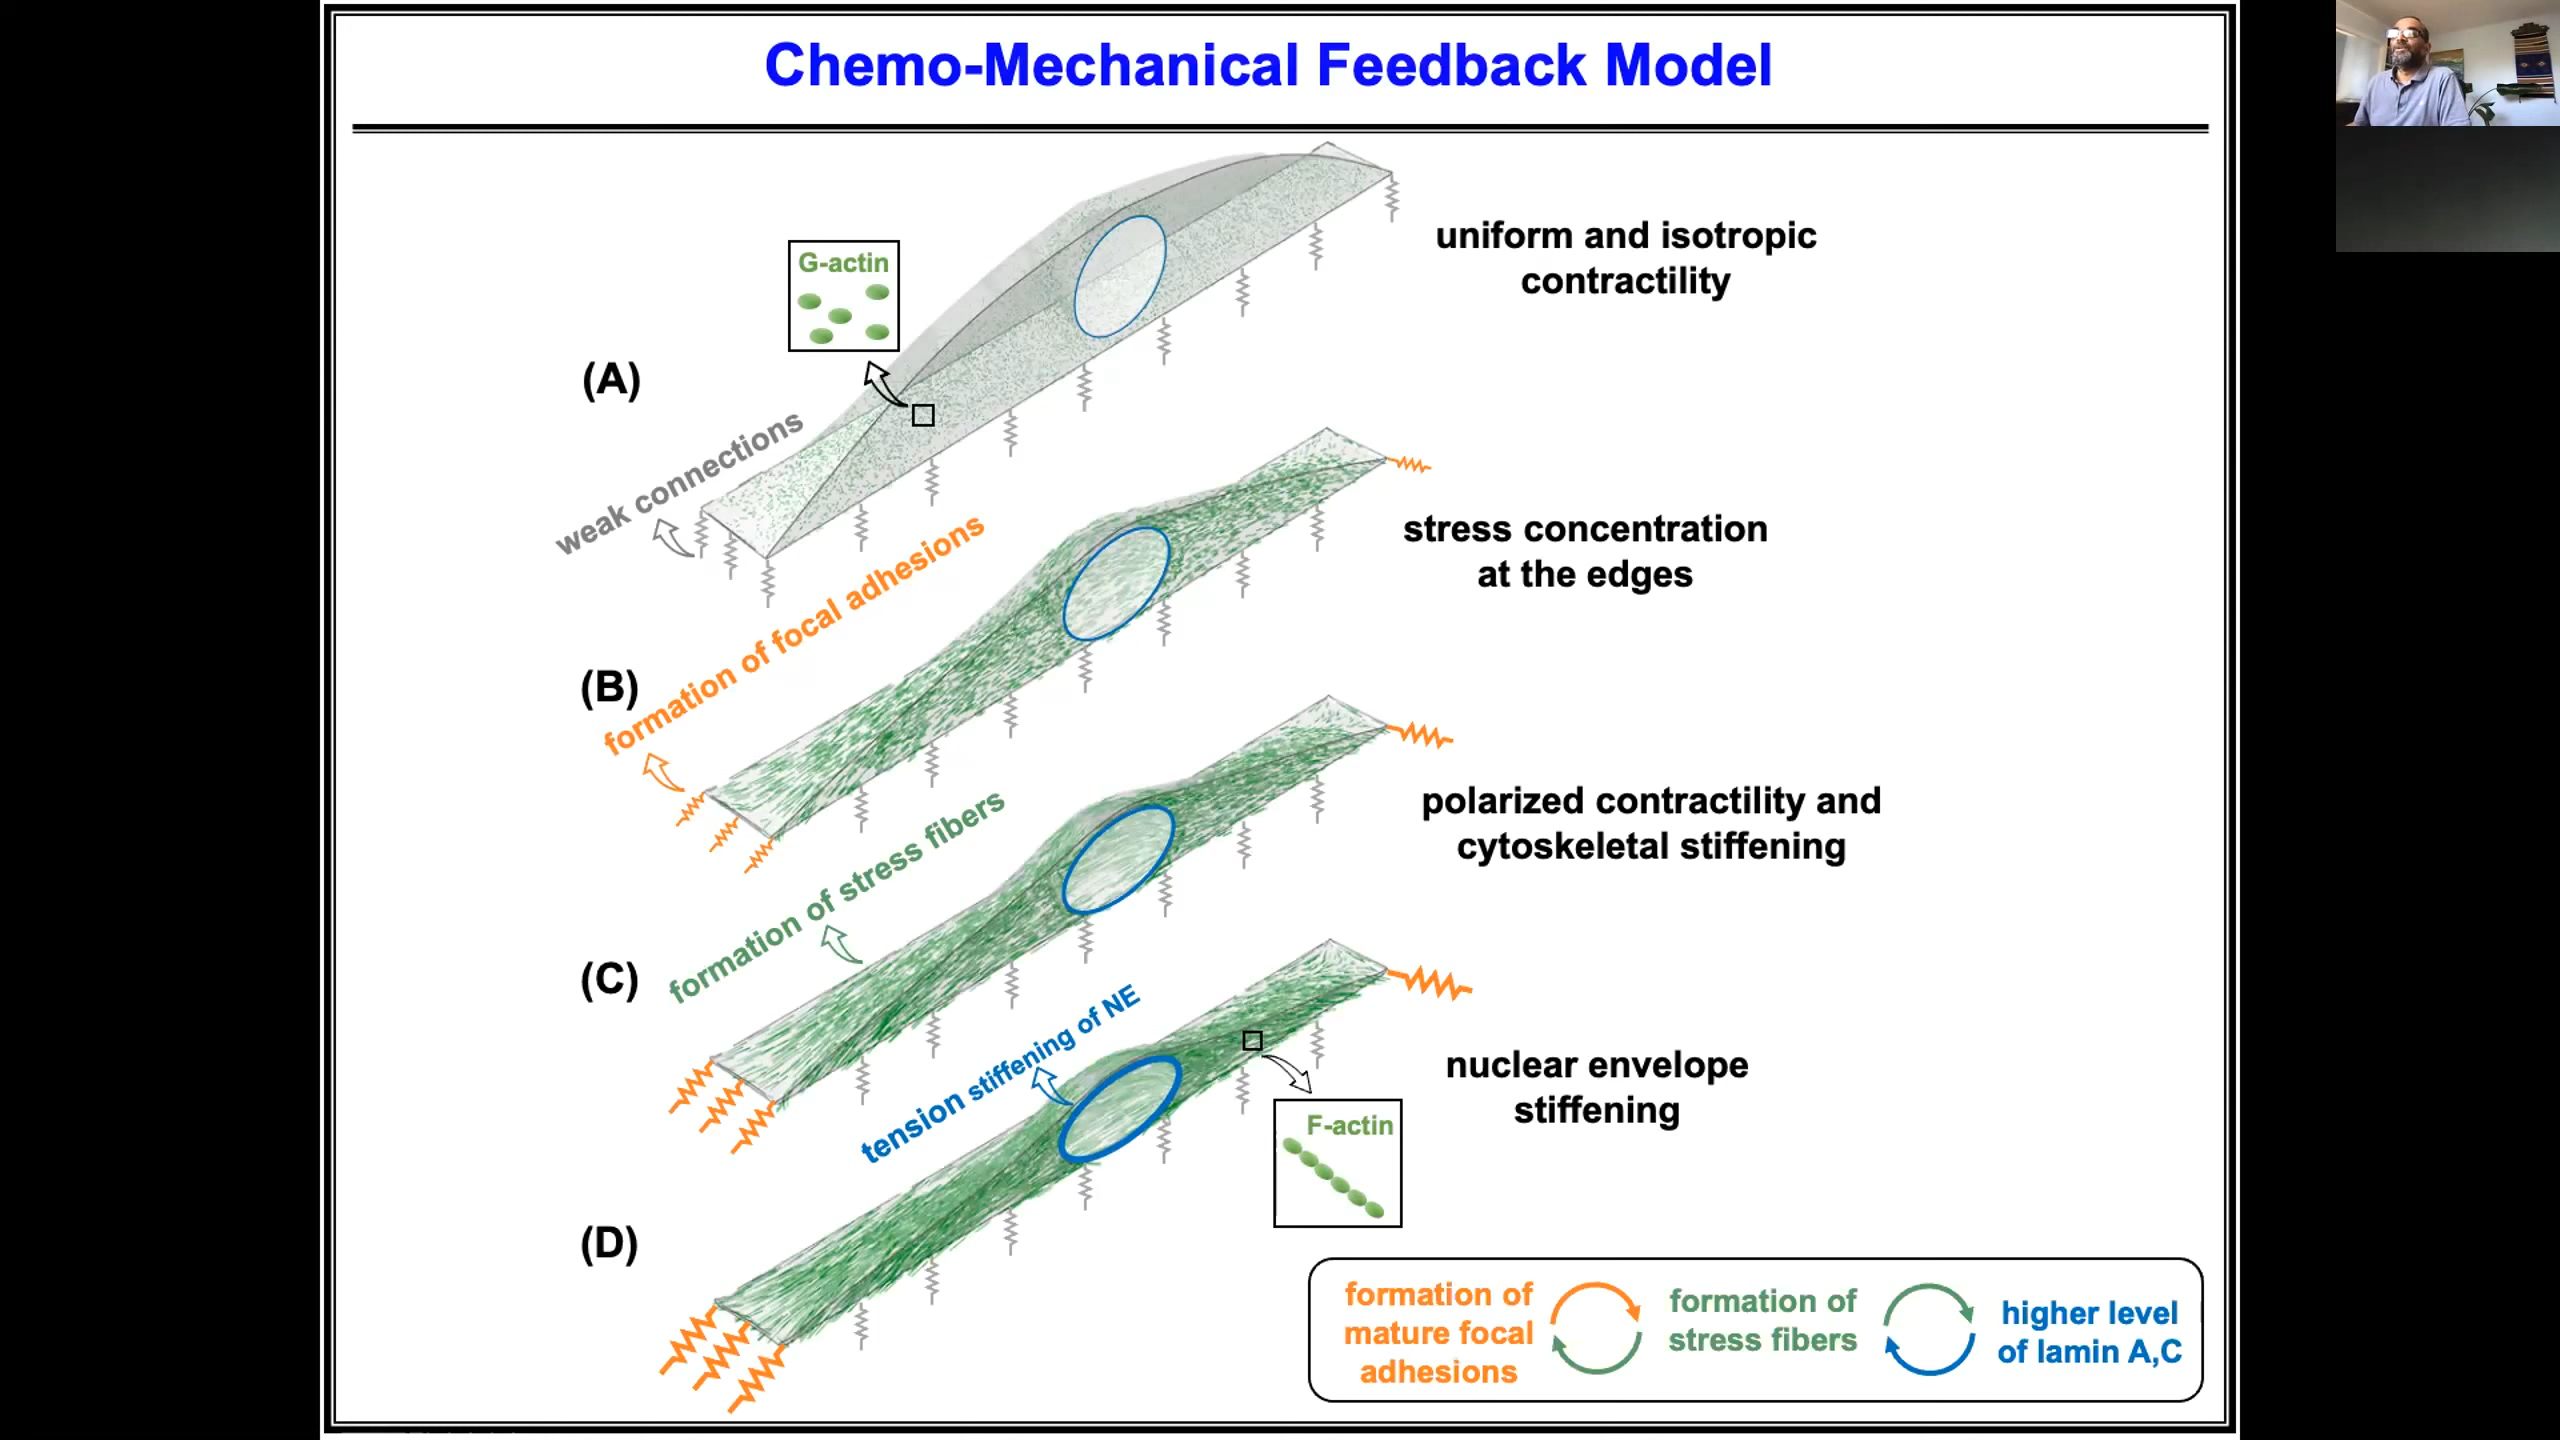 Chemo-Mechanical Feedback Model
G-actin
uniform and isotropic
contractility
(A)
weak connections
stress concentration
at the edges
formation of focal adhesions
(B)
polarized contractility and
cytoskeletal stiffening
formation of stress fibers
(C)
tension stiffening of NE
nuclear envelope
stiffening
F-actin
(D)
formation of
mature focal
adhesions
formation of
stress fibers
higher level
of lamin A,C